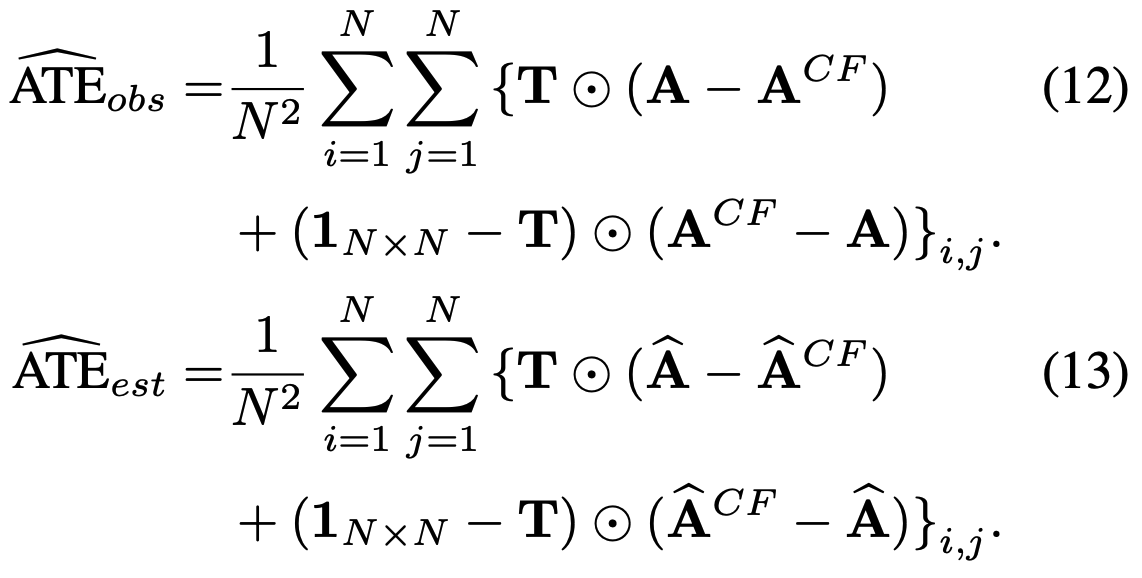 $\widehat{\text{ATE}}_{obs} = \frac{1}{N^2} \sum_{i=1}^{N} \sum_{j=1}^{N} \{\mathbf{T} \odot (\mathbf{A} - \mathbf{A}^{CF})$ (12)
$+ (\mathbf{1}_{N \times N} - \mathbf{T}) \odot (\mathbf{A}^{CF} - \mathbf{A})\}_{i,j}.$
$\widehat{\text{ATE}}_{est} = \frac{1}{N^2} \sum_{i=1}^{N} \sum_{j=1}^{N} \{\mathbf{T} \odot (\widehat{\mathbf{A}} - \widehat{\mathbf{A}}^{CF})$ (13)
$+ (\mathbf{1}_{N \times N} - \mathbf{T}) \odot (\widehat{\mathbf{A}}^{CF} - \widehat{\mathbf{A}})\}_{i,j}.$